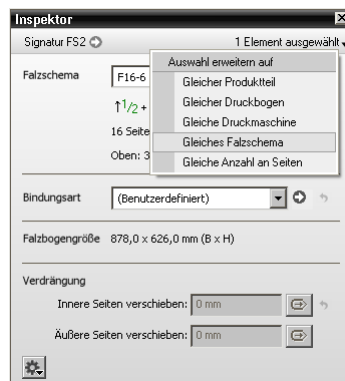 Inspektor
Signatur FS2 1 Element ausgewählt
Auswahl erweitern auf
Gleicher Produktteil
Gleicher Druckbogen
Gleiche Druckmaschine
Gleiches Falzschema
Gleiche Anzahl an Seiten
Falzschema F16-6
↑1/2 +
16 Seite
Oben: 3
Bindungsart (Benutzerdefiniert)
Falzbogengröße 878,0 x 626,0 mm (B x H)
Verdrängung
Innere Seiten verschieben: 0 mm
Äußere Seiten verschieben: 0 mm